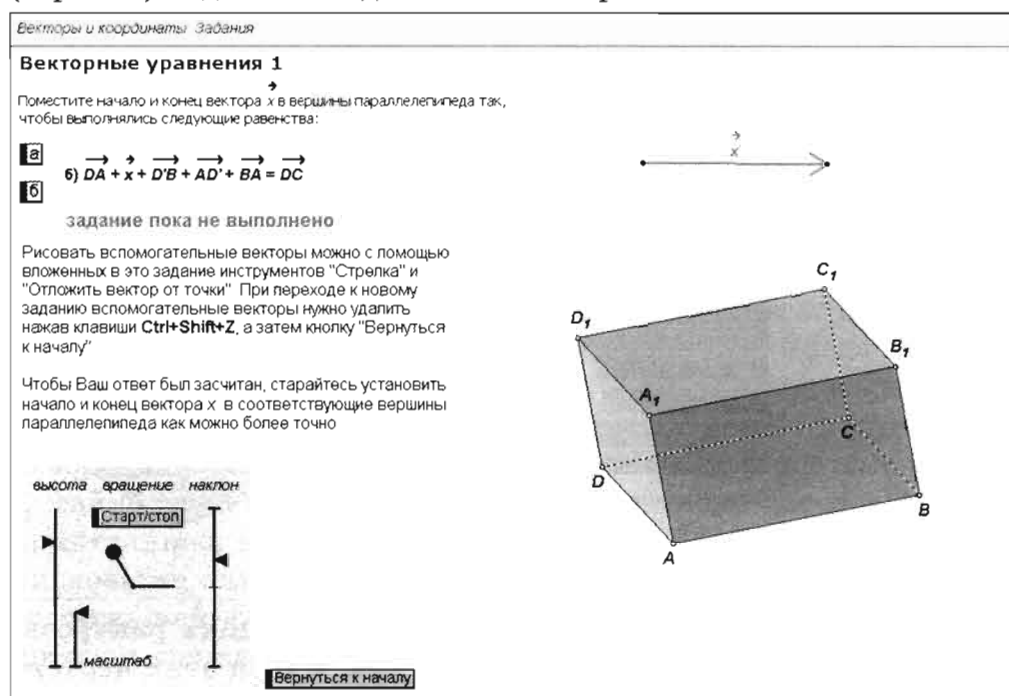 Векторы и координаты Задания
Векторные уравнения 1
Поместите начало и конец вектора x в вершины параллелепипеда так,
чтобы выполнялись следующие равенства:
а
б) DA + x + D'B + AD' + BA = DC
б
задание пока не выполнено
Рисовать вспомогательные векторы можно с помощью
вложенных в это задание инструментов "Стрелка" и
"Отложить вектор от точки" При переходе к новому
заданию вспомогательные векторы нужно удалить
нажав клавиши Ctrl+Shift+Z, а затем кнопку "Вернуться
к началу"
Чтобы Ваш ответ был засчитан, старайтесь установить
начало и конец вектора x в соответствующие вершины
параллелепипеда как можно более точно
высота вращение наклон
Старт/стоп
масштаб
Вернуться к началу
x
C1
D1
B1
A1
C
D
B
A